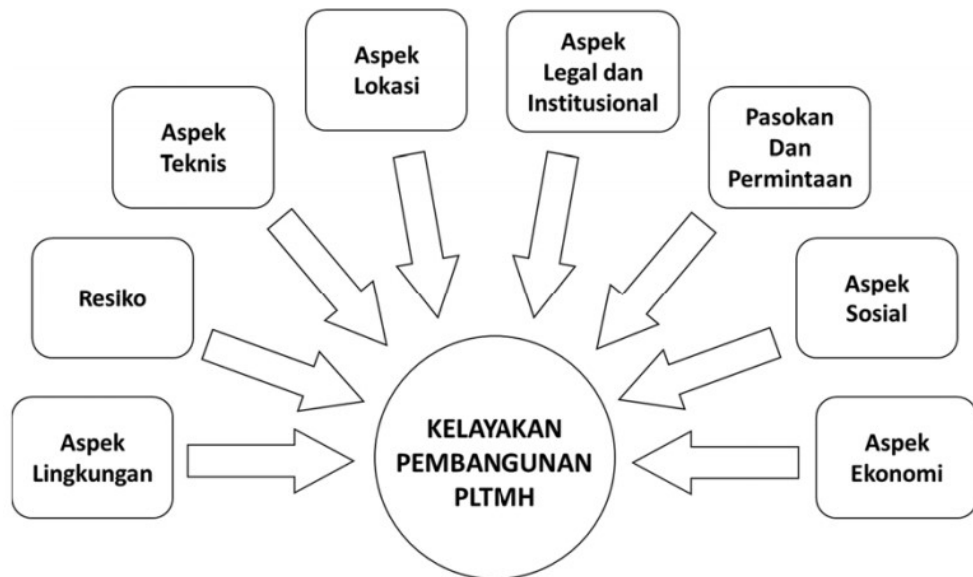 Aspek
Lokasi
Aspek
Legal dan
Institusional
Aspek
Teknis
Pasokan
Dan
Permintaan
Resiko
Aspek
Sosial
Aspek
Lingkungan
KELAYAKAN
PEMBANGUNAN
PLTMH
Aspek
Ekonomi